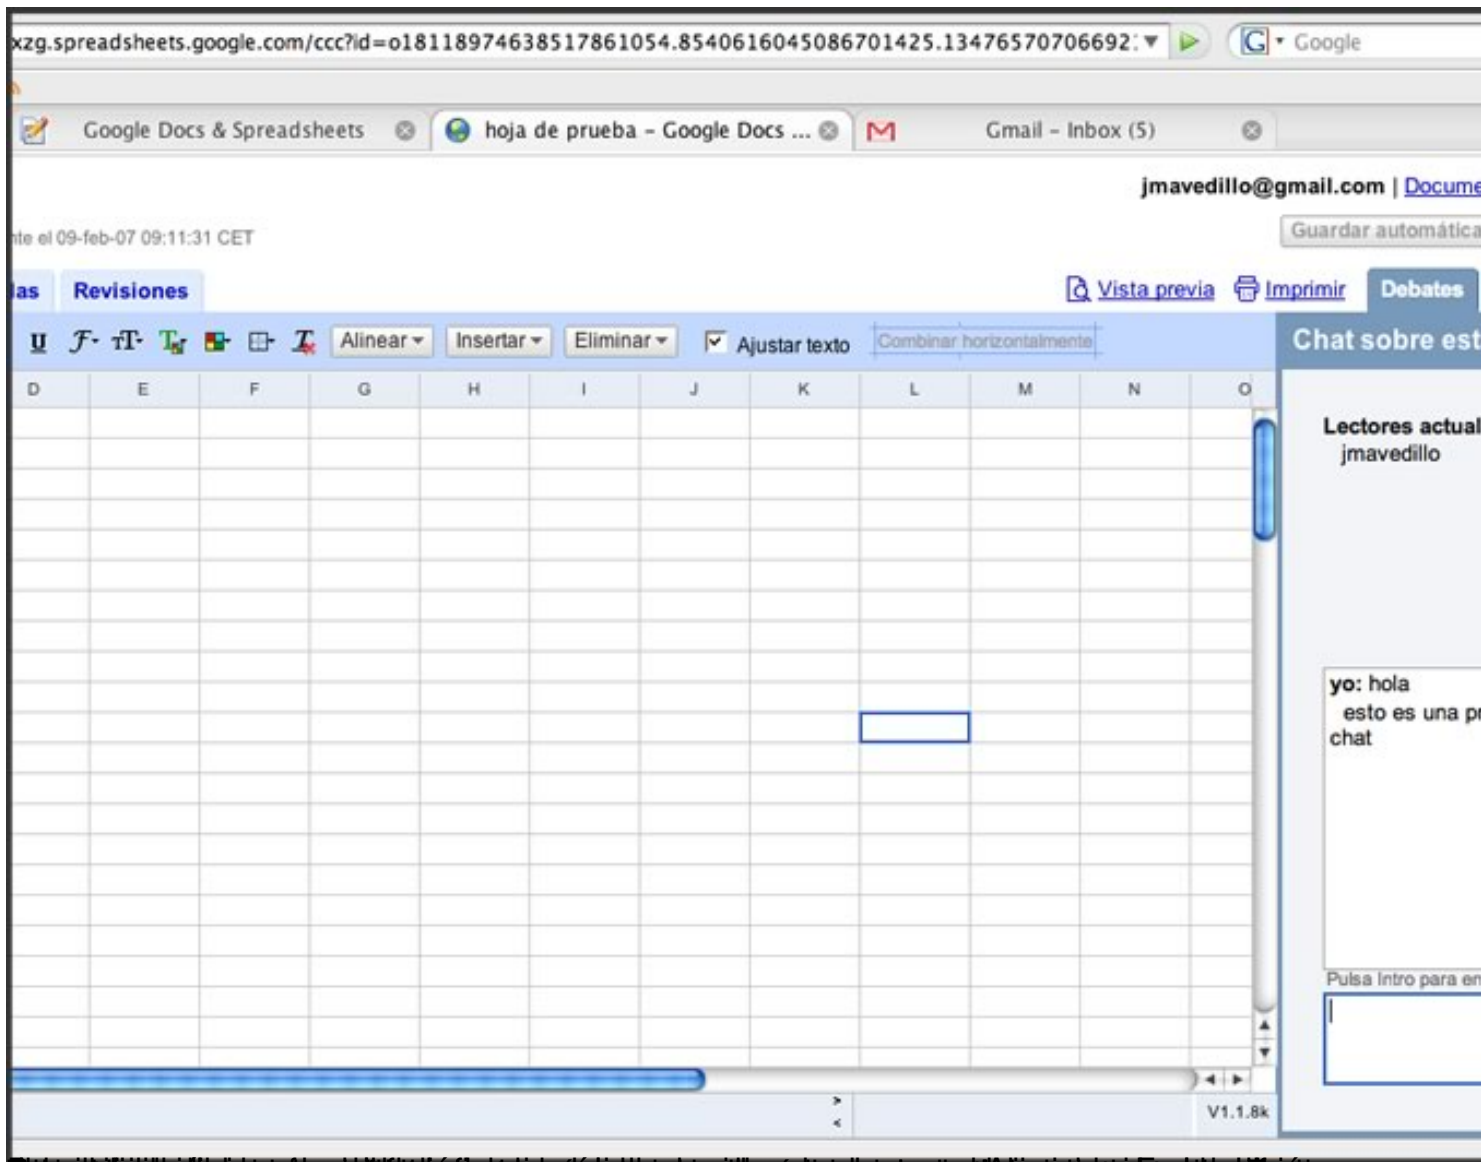 xzg.spreadsheets.google.com/ccc?id=o18118974638517861054.8540616045086701425.13476570706692 Google
Google Docs & Spreadsheets hoja de prueba - Google Docs ... Gmail - Inbox (5)
jmavedillo@gmail.com | Docume
nte el 09-feb-07 09:11:31 CET Guardar automática
las Revisiones Vista previa Imprimir Debates
U F T T T Alinear Insertar Eliminar Ajustar texto Combinar horizontalmente Chat sobre est
D E F G H I J K L M N O
Lectores actual
jmavedillo
yo: hola
esto es una pr
chat
Pulsa Intro para en
V1.1.8k